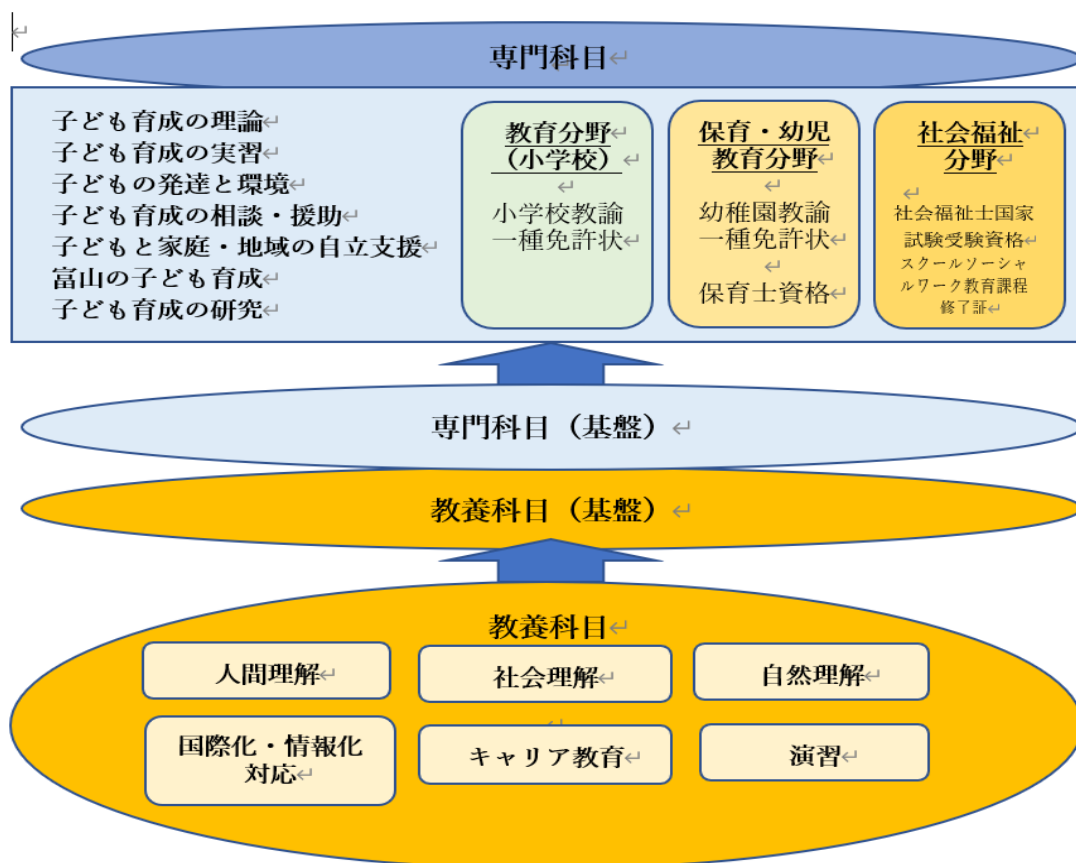 専門科目
子ども育成の理論
子ども育成の実習
子どもの発達と環境
子ども育成の相談・援助
子どもと家庭・地域の自立支援
富山の子ども育成
子ども育成の研究
教育分野
（小学校）
小学校教諭
一種免許状
保育・幼児
教育分野
幼稚園教諭
一種免許状
保育士資格
社会福祉
分野
社会福祉士国家
試験受験資格
スクールソーシャ
ルワーク教育課程
修了証
専門科目（基盤）
教養科目（基盤）
教養科目
人間理解
社会理解
自然理解
国際化・情報化
対応
キャリア教育
演習